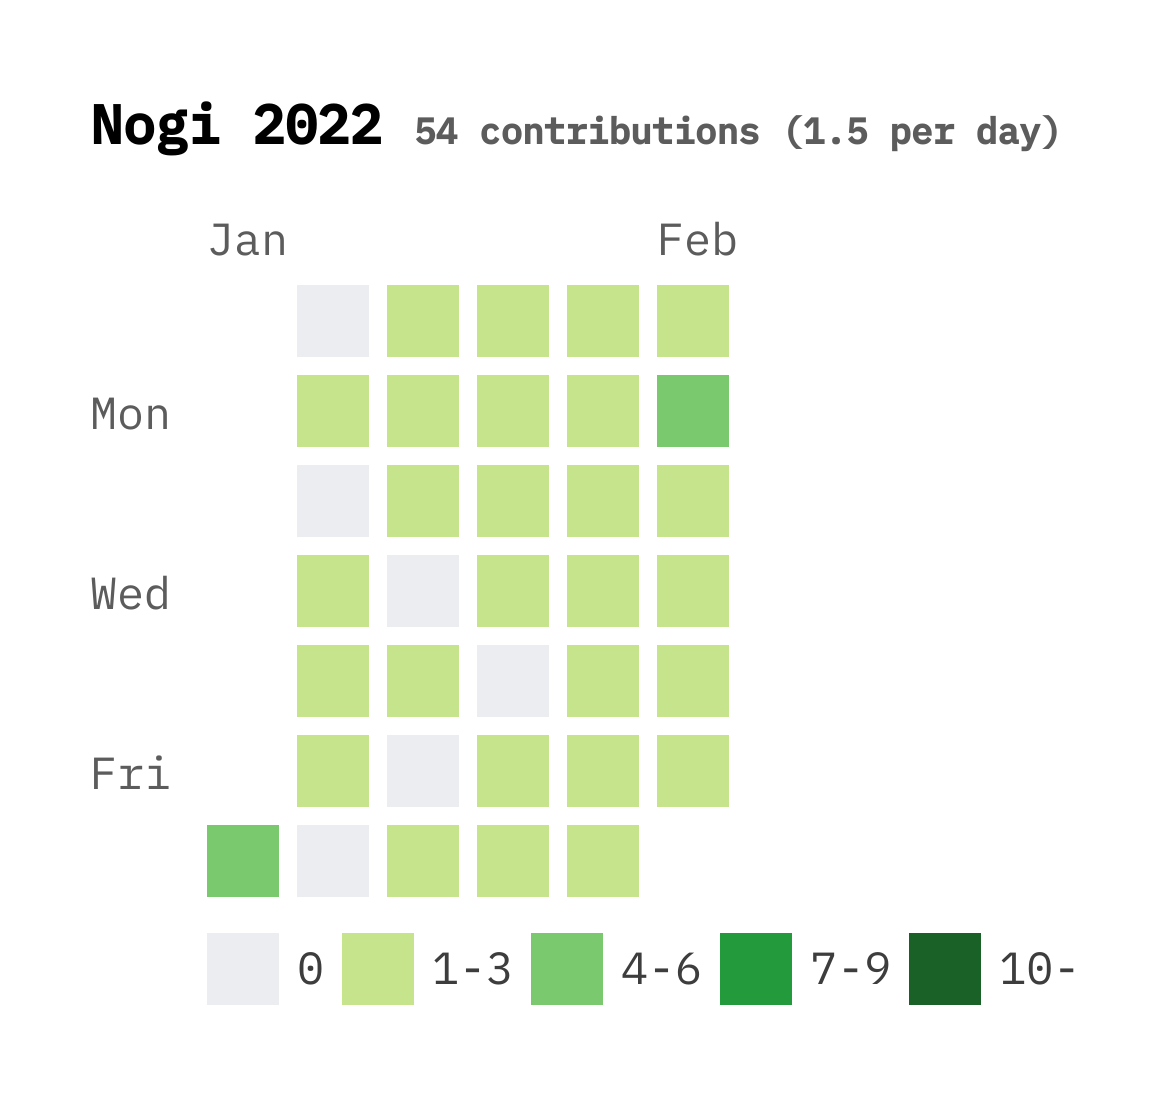 Nogi 2022 54 contributions (1.5 per day)
Jan Feb
Mon
Wed
Fri
0 1-3 4-6 7-9 10-